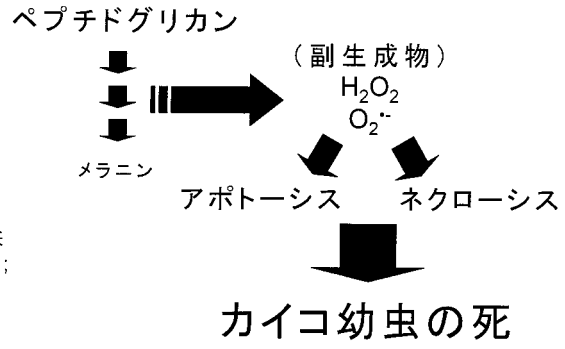 ペプチドグリカン
(副生成物)
H₂O₂
O₂•-
メラニン
アポトーシス
ネクローシス
;
カイコ幼虫の死